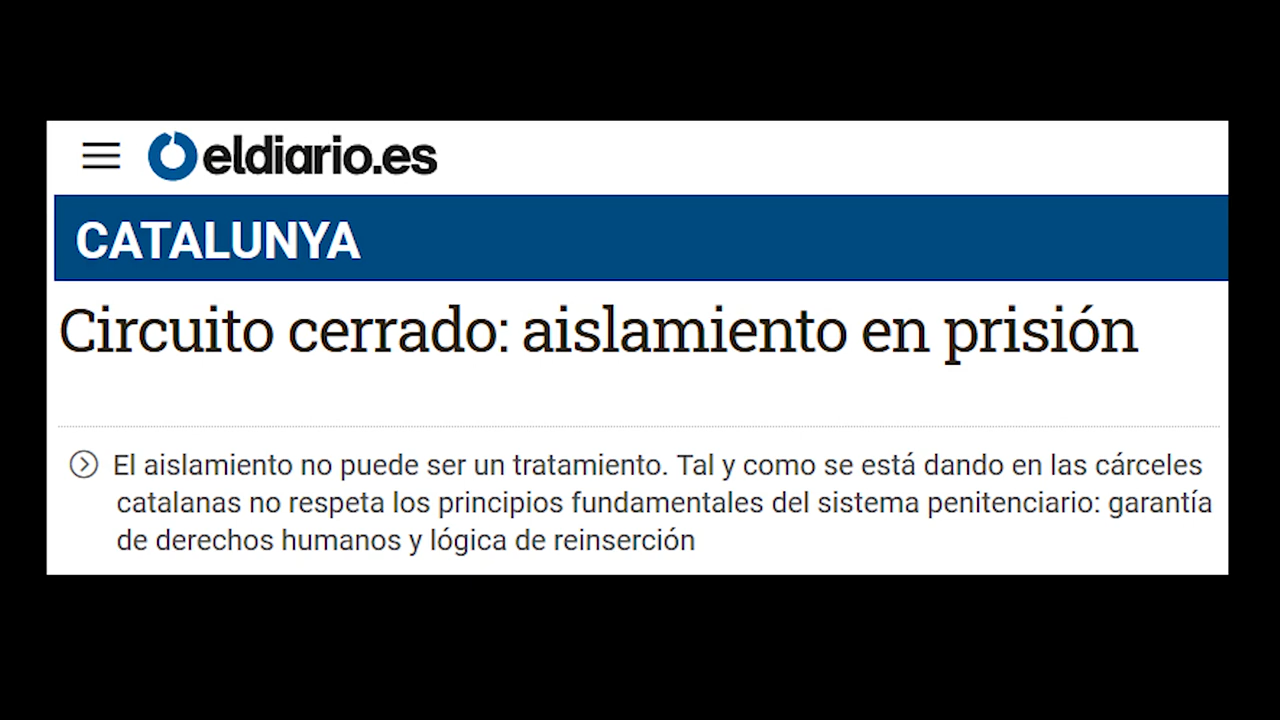 eldiario.es
CATALUNYA
Circuito cerrado: aislamiento en prisión
El aislamiento no puede ser un tratamiento. Tal y como se está dando en las cárceles
catalanas no respeta los principios fundamentales del sistema penitenciario: garantía
de derechos humanos y lógica de reinserción